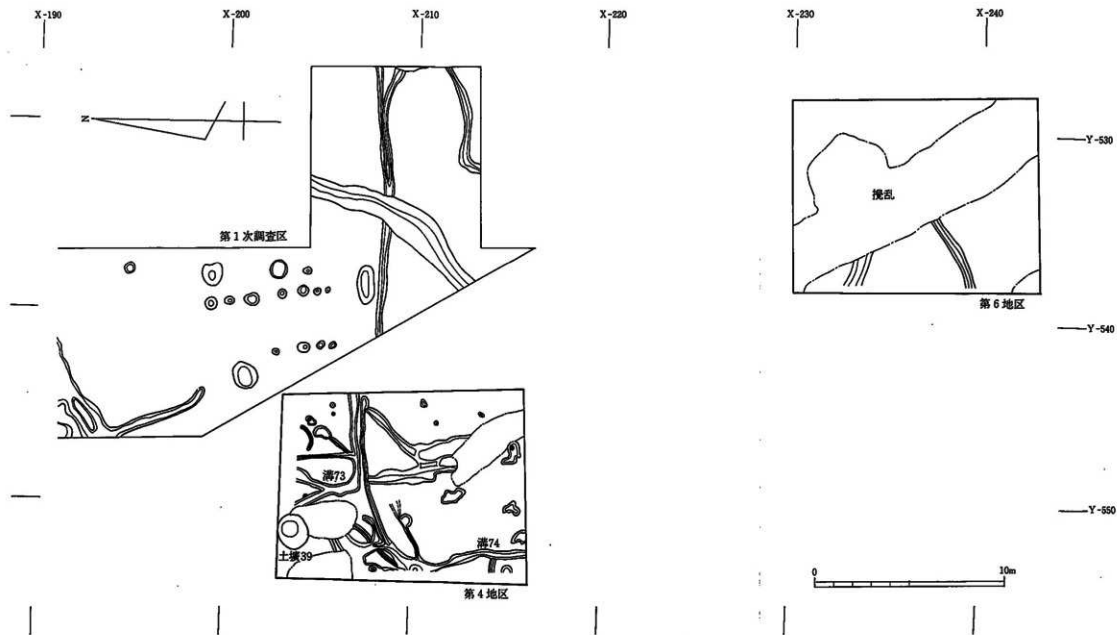 X-190
X-200
X-210
X-220
X-230
X-240
Z
Y-530
攪乱
第1次調査区
第6地区
Y-540
溝73
Y-550
溝74
土壙39
0
10m
第4地区